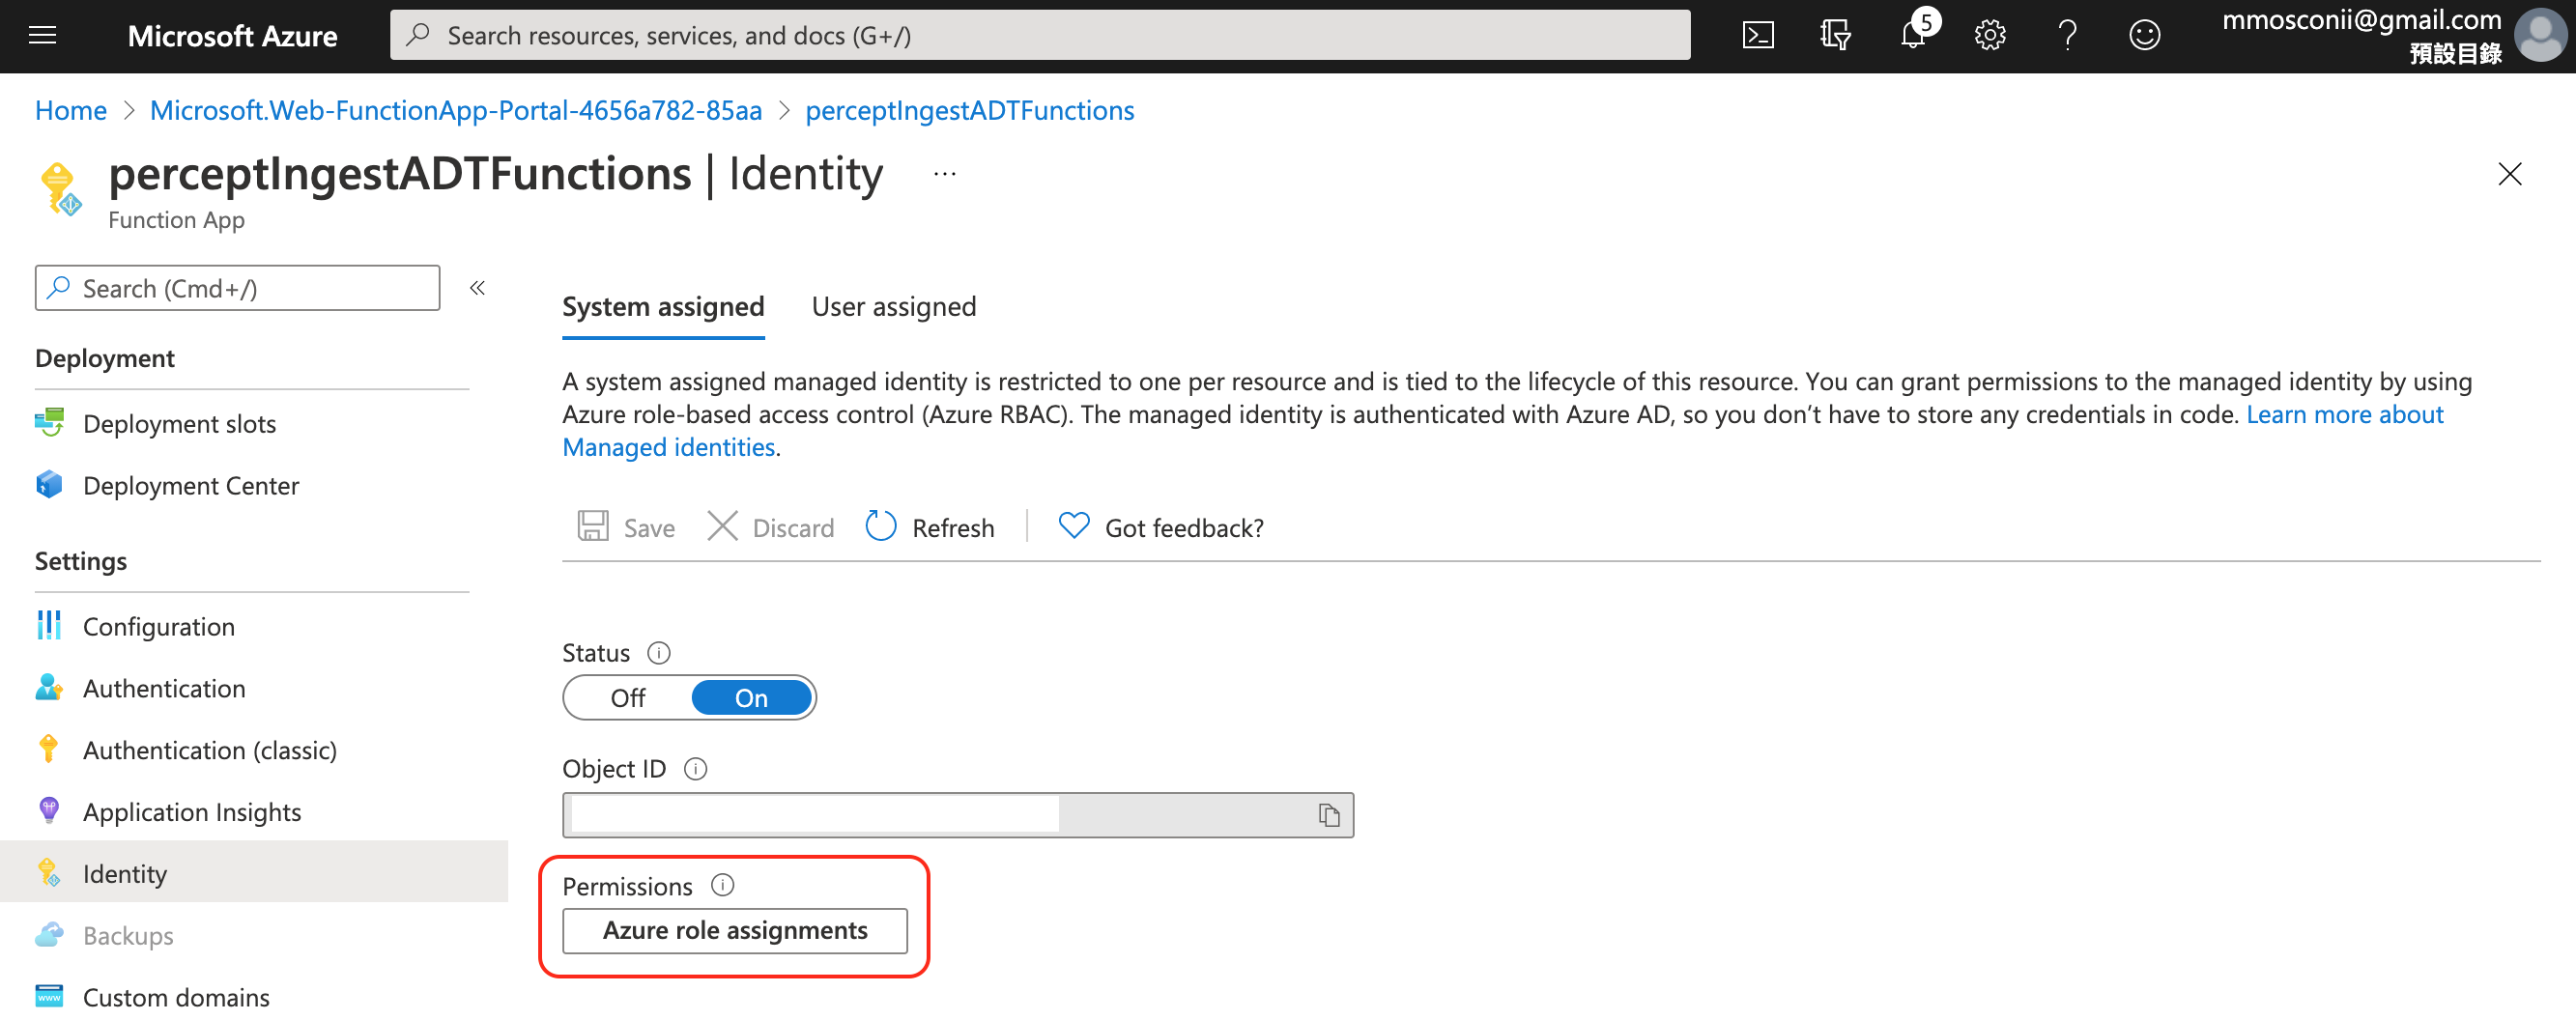 Microsoft Azure
Search resources, services, and docs (G+/)
5
mmosconii@gmail.com
預設目錄
Home > Microsoft.Web-FunctionApp-Portal-4656a782-85aa > perceptIngestADTFunctions
perceptIngestADTFunctions | Identity ...
Function App
Search (Cmd+/)
«
Deployment
Deployment slots
Deployment Center
Settings
Configuration
Authentication
Authentication (classic)
Application Insights
Identity
Backups
Custom domains
System assigned
User assigned
A system assigned managed identity is restricted to one per resource and is tied to the lifecycle of this resource. You can grant permissions to the managed identity by using
Azure role-based access control (Azure RBAC). The managed identity is authenticated with Azure AD, so you don’t have to store any credentials in code. Learn more about
Managed identities.
Save
Discard
Refresh
Got feedback?
Status
Off
On
Object ID
Permissions
Azure role assignments